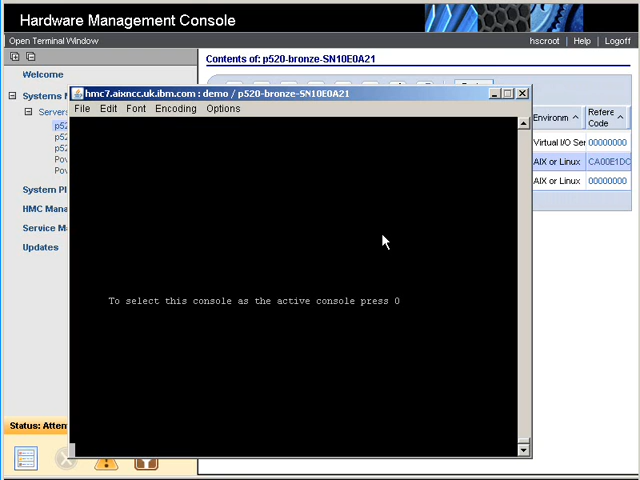 Hardware Management Console
Open Terminal Window
hscroot | Help | Logoff
Contents of: p520-bronze-SN10E0A21
Welcome
Systems
Servers
System Pl
HMC Mana
Service M
Updates
Status: Atten
hmc7.aixncc.uk.ibm.com : demo / p520-bronze-SN10E0A21
File Edit Font Encoding Options
To select this console as the active console press 0
Environm
Refere
Code
Virtual I/O Ser 00000000
AIX or Linux CA00E1DC
AIX or Linux 00000000